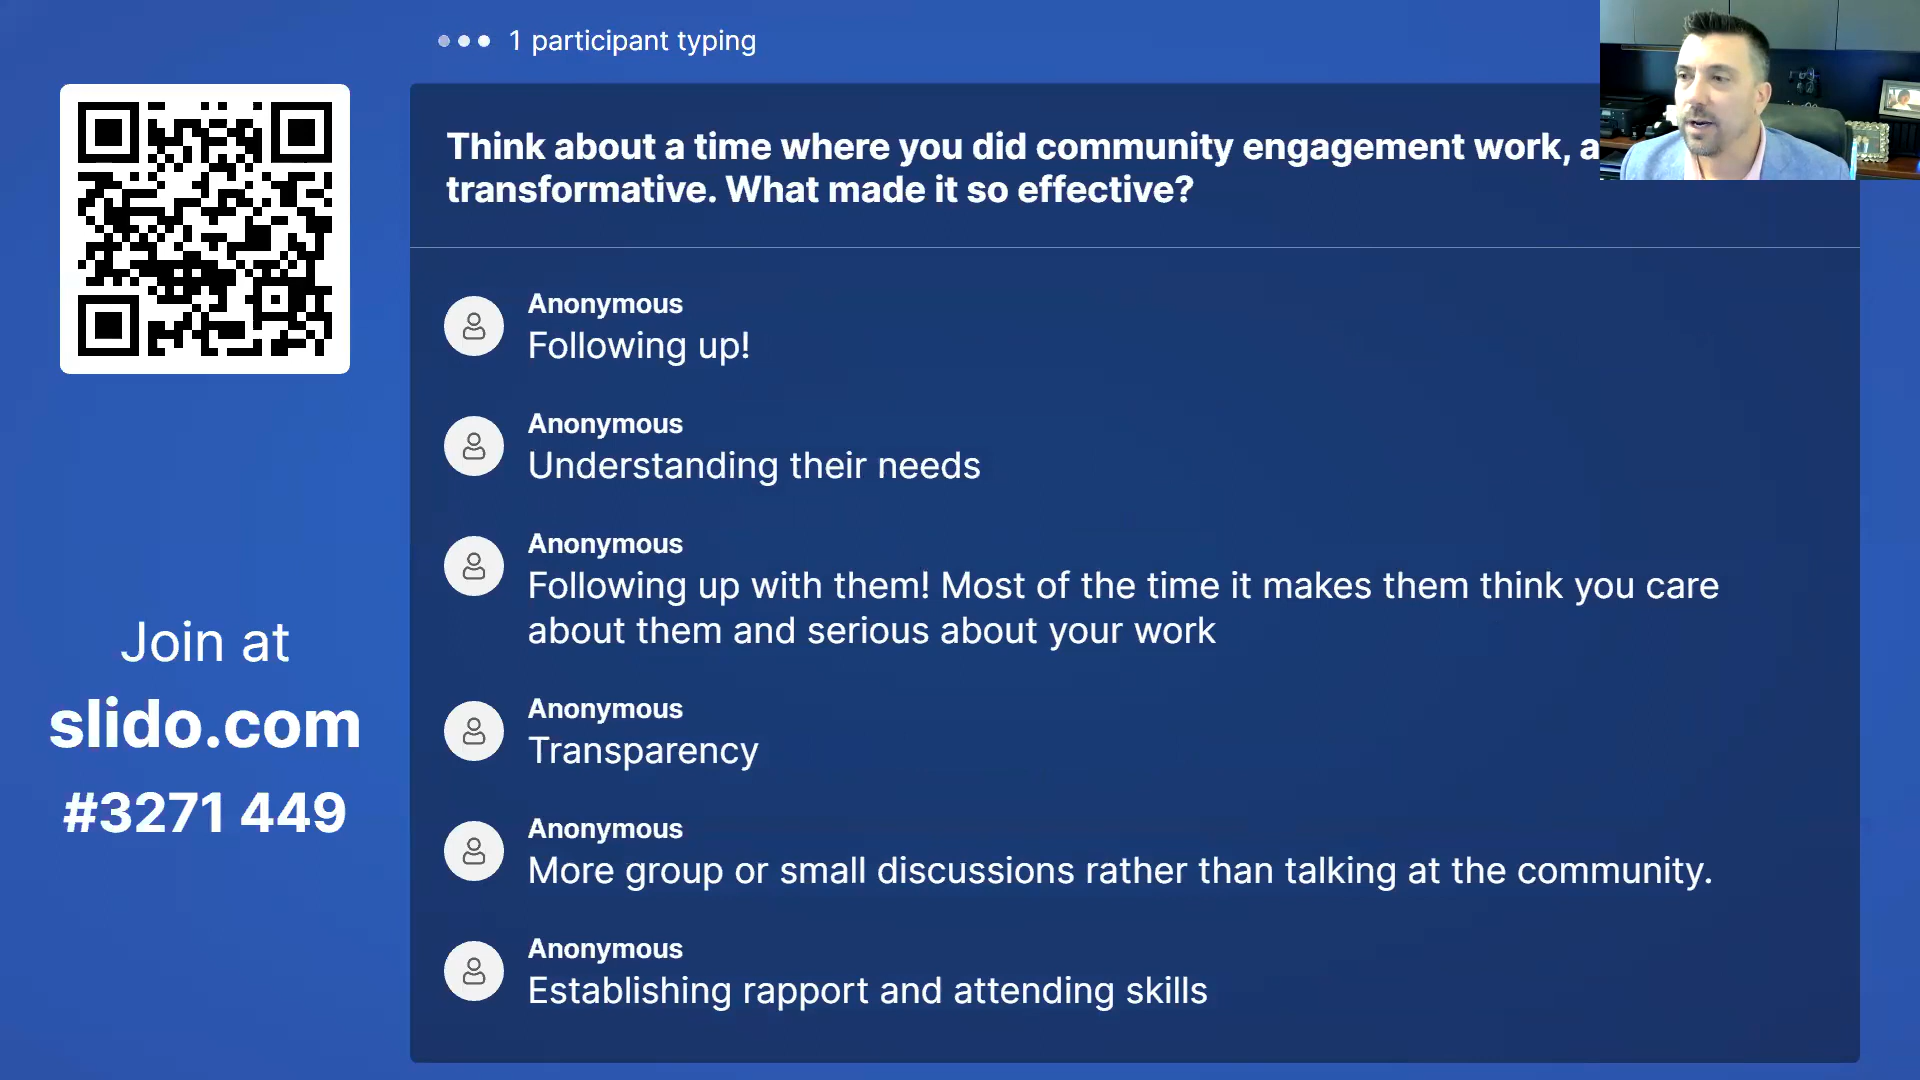 1 participant typing
Think about a time where you did community engagement work, a
transformative. What made it so effective?
Anonymous
Following up!
Anonymous
Understanding their needs
Anonymous
Following up with them! Most of the time it makes them think you care
about them and serious about your work
Anonymous
Transparency
Anonymous
More group or small discussions rather than talking at the community.
Anonymous
Establishing rapport and attending skills
Join at
slido.com
#3271 449